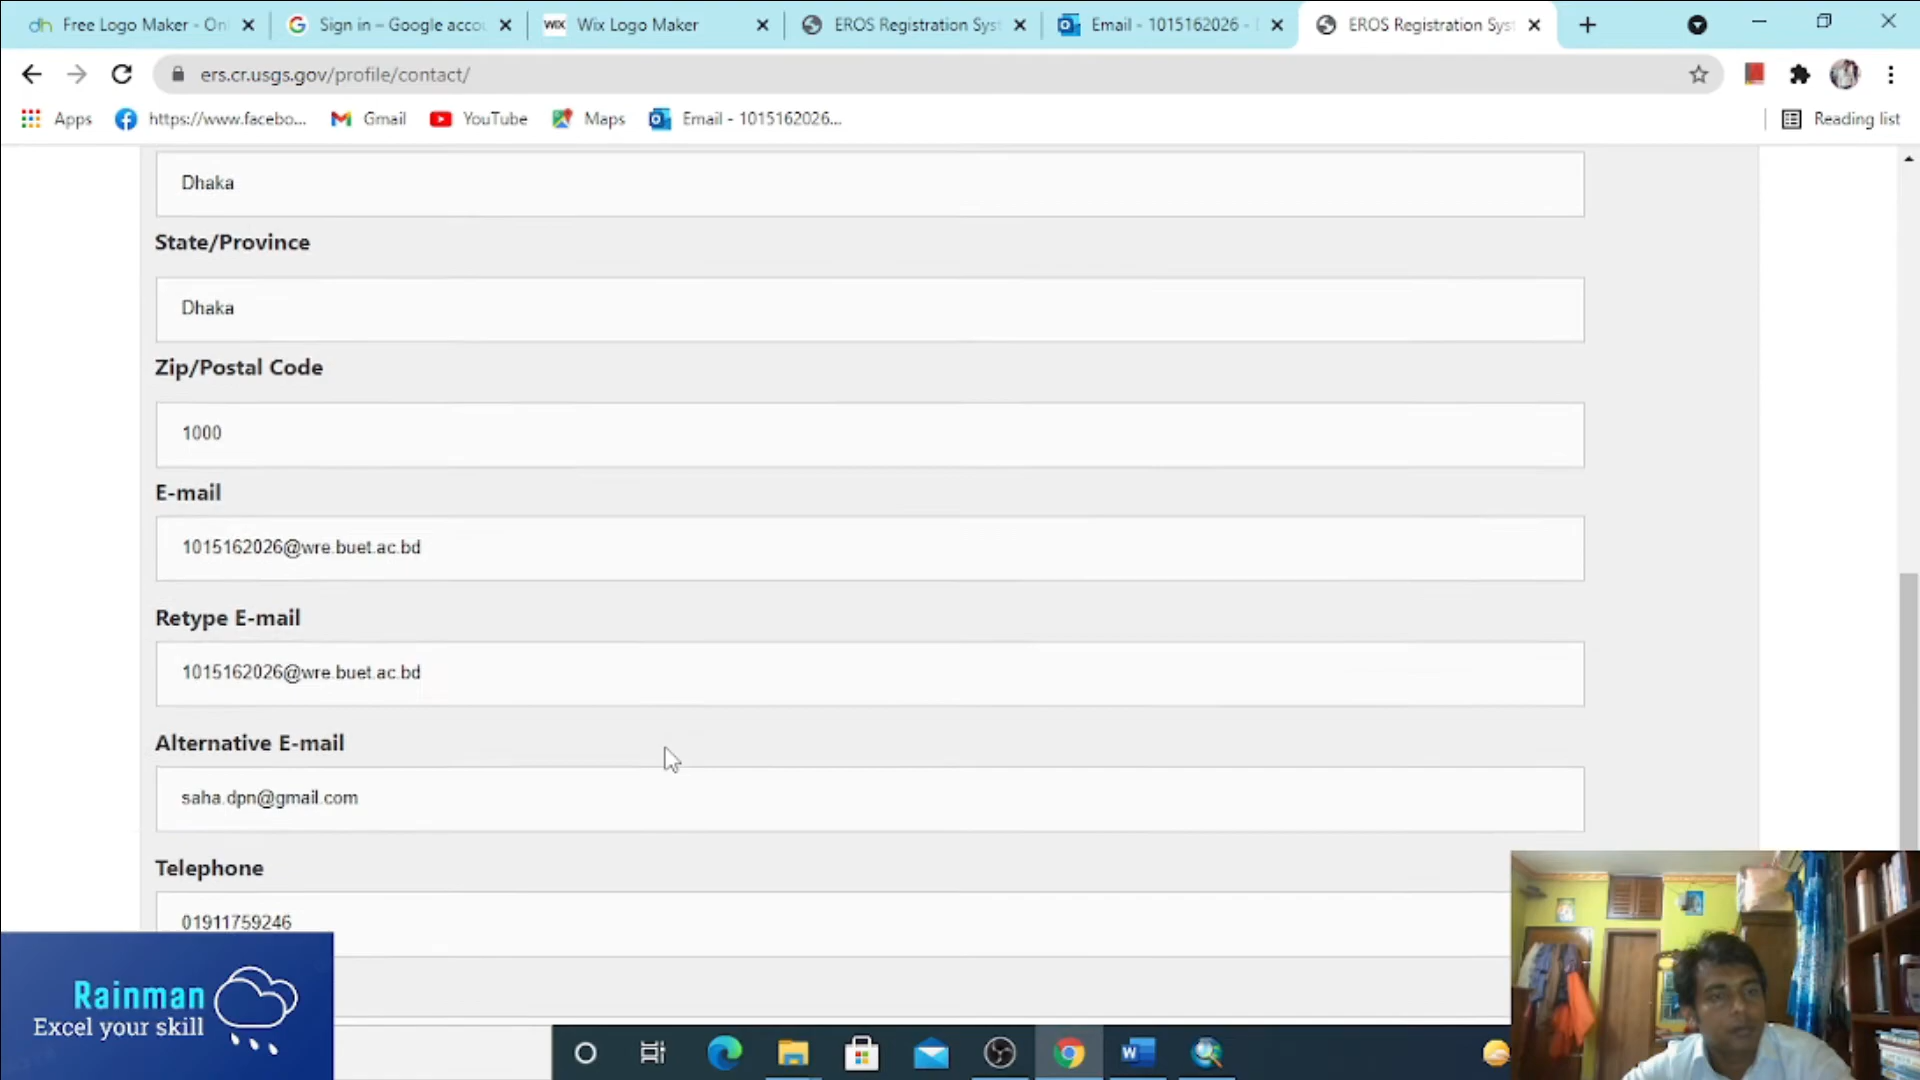 dh Free Logo Maker - On
Sign in – Google acco
WIX Wix Logo Maker
EROS Registration Syst
Email - 1015162026 -
EROS Registration Sys
ers.cr.usgs.gov/profile/contact/
Apps
https://www.facebo...
Gmail
YouTube
Maps
Email - 1015162026...
Reading list
Dhaka
State/Province
Dhaka
Zip/Postal Code
1000
E-mail
1015162026@wre.buet.ac.bd
Retype E-mail
1015162026@wre.buet.ac.bd
Alternative E-mail
saha.dpn@gmail.com
Telephone
01911759246
Rainman
Excel your skill